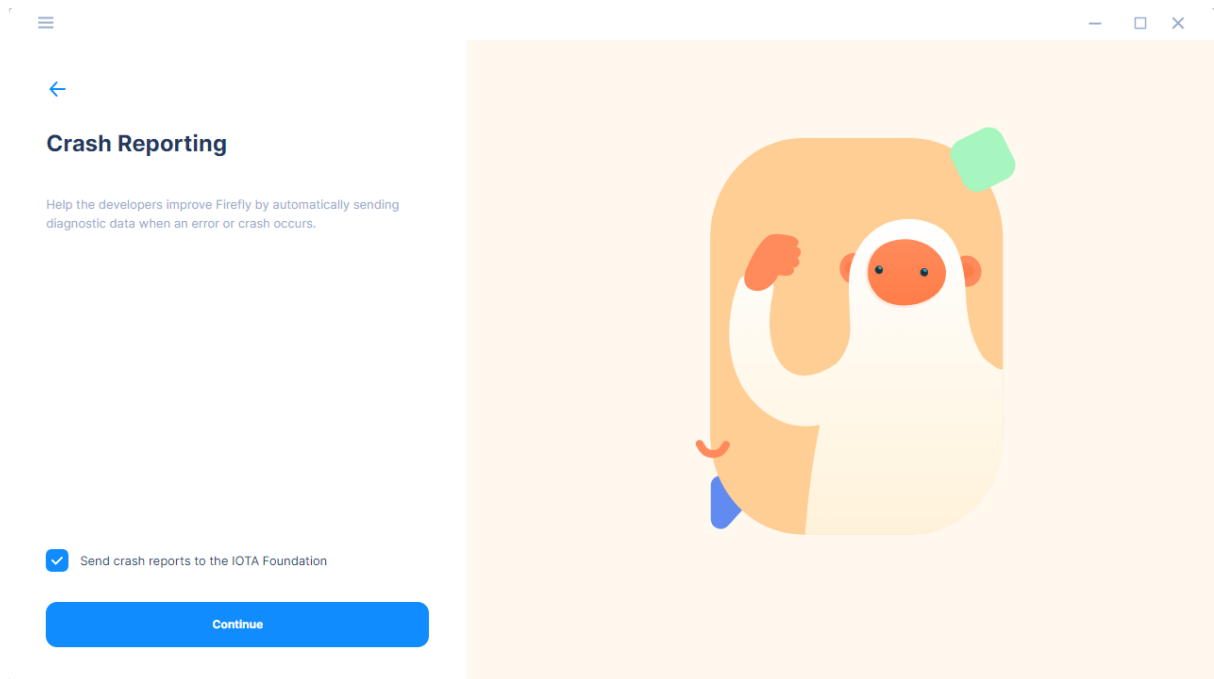 Crash Reporting
Help the developers improve Firefly by automatically sending
diagnostic data when an error or crash occurs.
Send crash reports to the IOTA Foundation
Continue